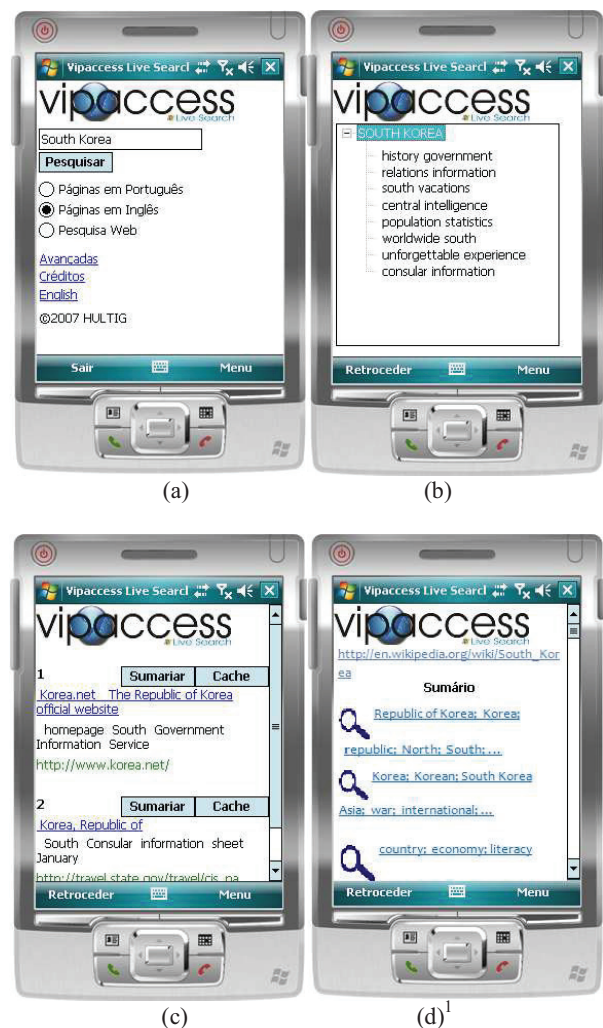 Vipaccess Live Searcl
vipaccess
Live Search
South Korea
Pesquisar
Páginas em Português
Páginas em Inglês
Pesquisa Web
Avançadas
Créditos
English
©2007 HULTIG
Sair Menu
(a)
Vipaccess Live Searcl
vipaccess
Live Search
SOUTH KOREA
history government
relations information
south vacations
central intelligence
population statistics
worldwide south
unforgettable experience
consular information
Retroceder Menu
(b)
Vipaccess Live Searcl
vipaccess
Live Search
1 Sumariar Cache
Korea.net The Republic of Korea
official website
homepage South Government
Information Service
http://www.korea.net/
2 Sumariar Cache
Korea, Republic of
South Consular information sheet
January
http://travel.state.gov/travel/cis_pa
Retroceder Menu
(c)
Vipaccess Live Searcl
vipaccess
Live Search
http://en.wikipedia.org/wiki/South_Kor
ea
Sumário
Republic of Korea; Korea;
republic; North; South; ...
Korea; Korean; South Korea
Asia; war; international; ...
country; economy; literacy
Retroceder Menu
(d)1